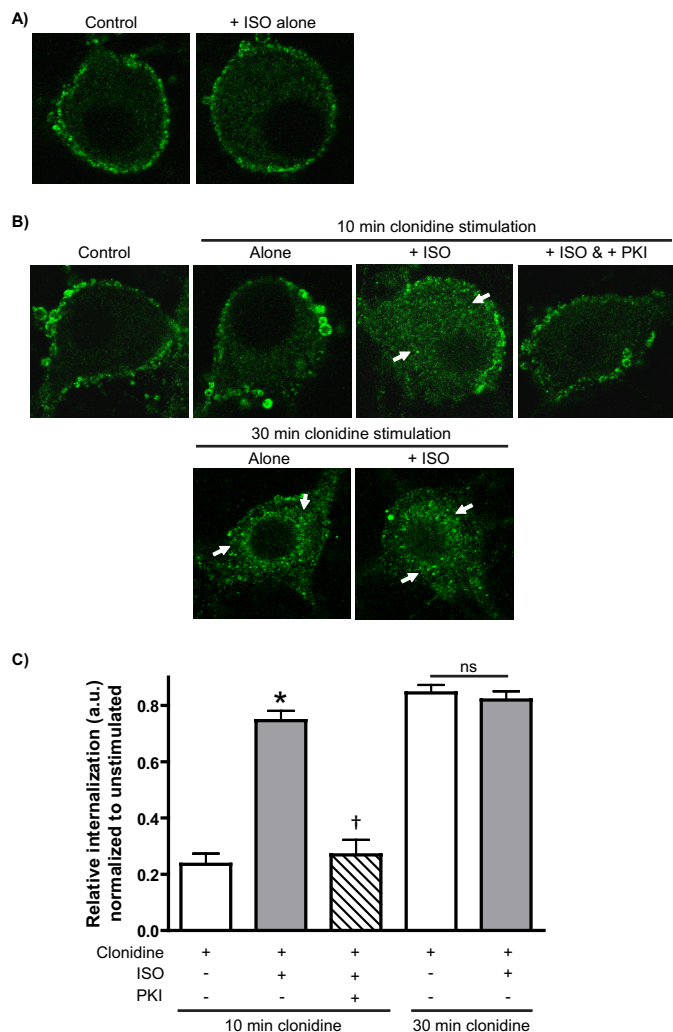 A)
Control
+ ISO alone
B)
10 min clonidine stimulation
Control
Alone
+ ISO
+ ISO & + PKI
30 min clonidine stimulation
Alone
+ ISO
C)
Relative internalization (a.u.)
normalized to unstimulated
0.8
0.6
0.4
0.2
0.0
*
†
ns
Clonidine + + + + +
ISO - + + - +
PKI - - + - -
10 min clonidine
30 min clonidine